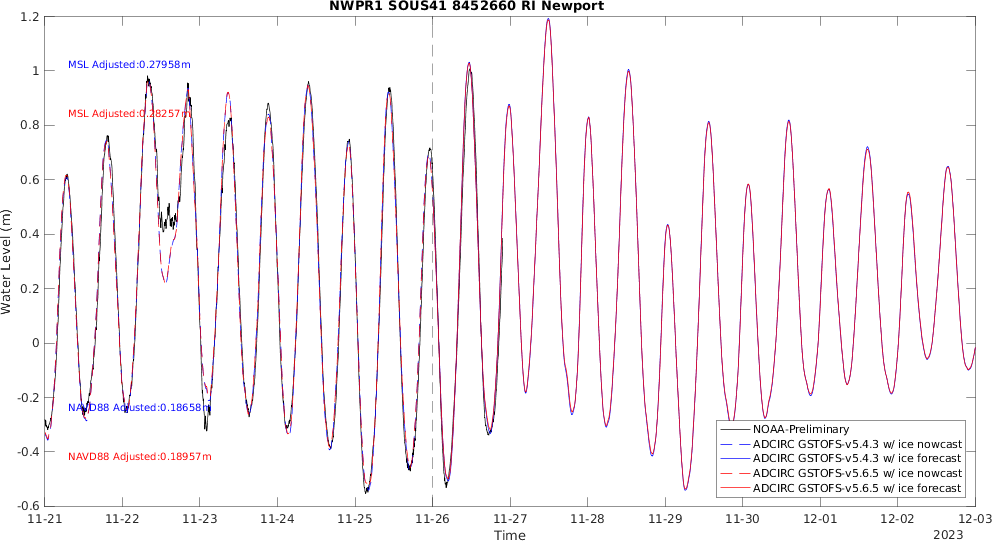 NWPR1 SOUS41 8452660 RI Newport
1.2
1
0.8
0.6
0.4
0.2
0
-0.2
-0.4
-0.6
Water Level (m)
MSL Adjusted:0.27958m
MSL Adjusted:0.28257m
NAVD88 Adjusted:0.18658m
NAVD88 Adjusted:0.18957m
NOAA-Preliminary
ADCIRC GSTOFS-v5.4.3 w/ ice nowcast
ADCIRC GSTOFS-v5.4.3 w/ ice forecast
ADCIRC GSTOFS-v5.6.5 w/ ice nowcast
ADCIRC GSTOFS-v5.6.5 w/ ice forecast
11-21 11-22 11-23 11-24 11-25 11-26 11-27 11-28 11-29 11-30 12-01 12-02 12-03
Time
2023